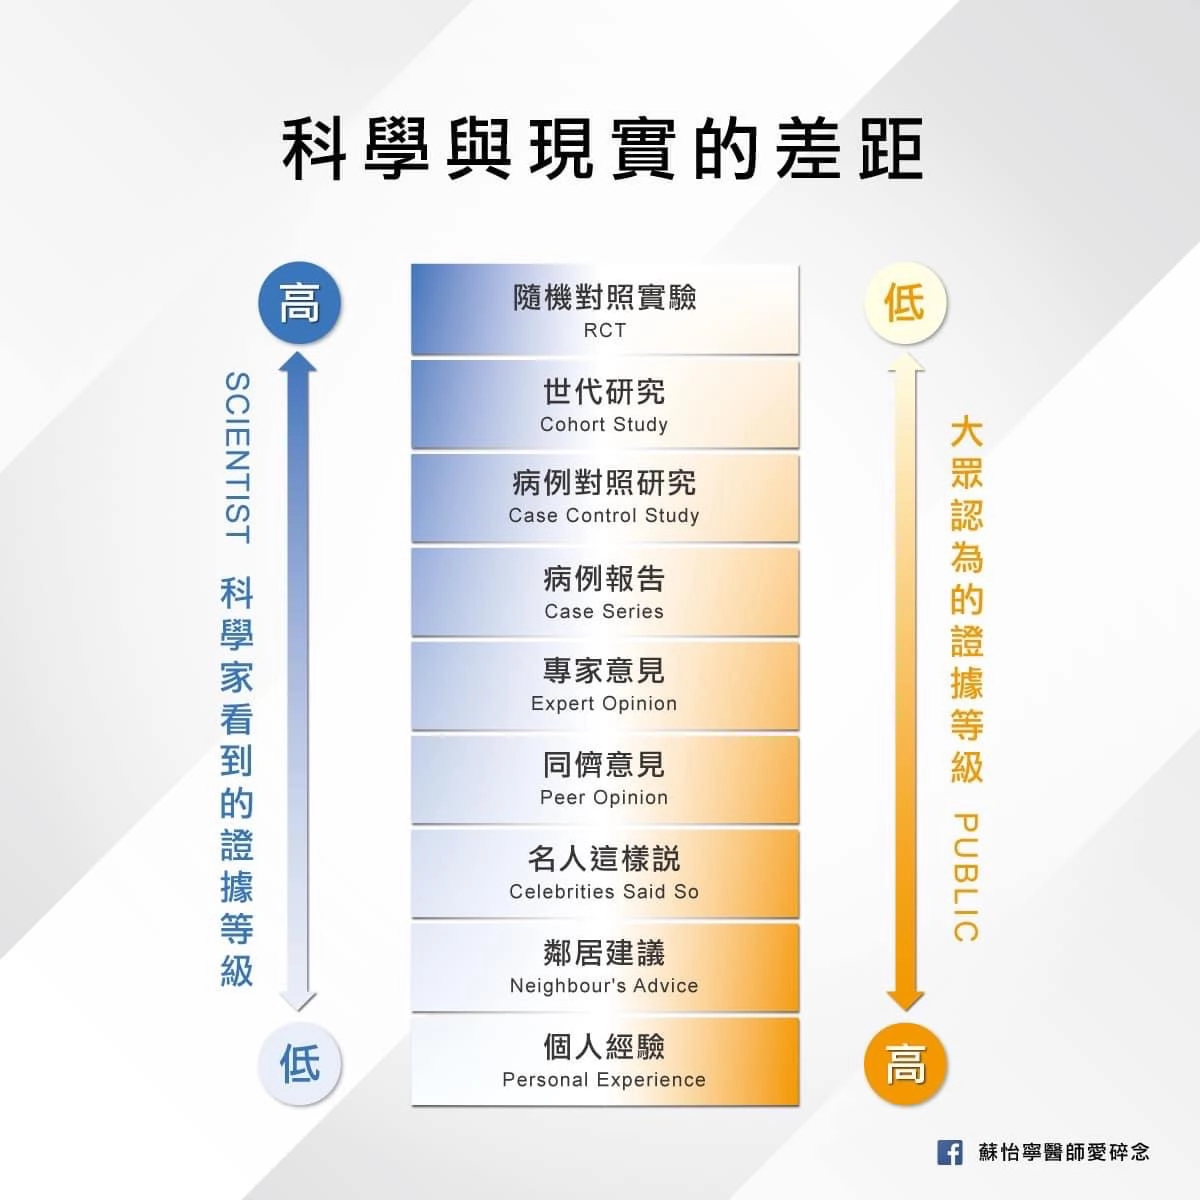 科學與現實的差距
高
低
SCIENTIST 科學家看到的證據等級
隨機對照實驗
RCT
世代研究
Cohort Study
病例對照研究
Case Control Study
病例報告
Case Series
專家意見
Expert Opinion
同儕意見
Peer Opinion
名人這樣説
Celebrities Said So
鄰居建議
Neighbour's Advice
個人經驗
Personal Experience
大眾認為的證據等級 PUBLIC
低
高
蘇怡寧醫師愛碎念